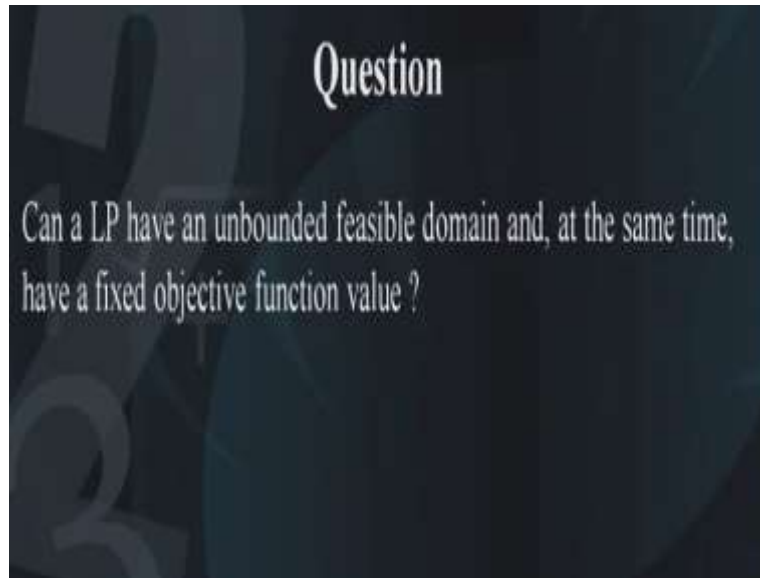 Question
Can a LP have an unbounded feasible domain and, at the same time,
have a fixed objective function value ?